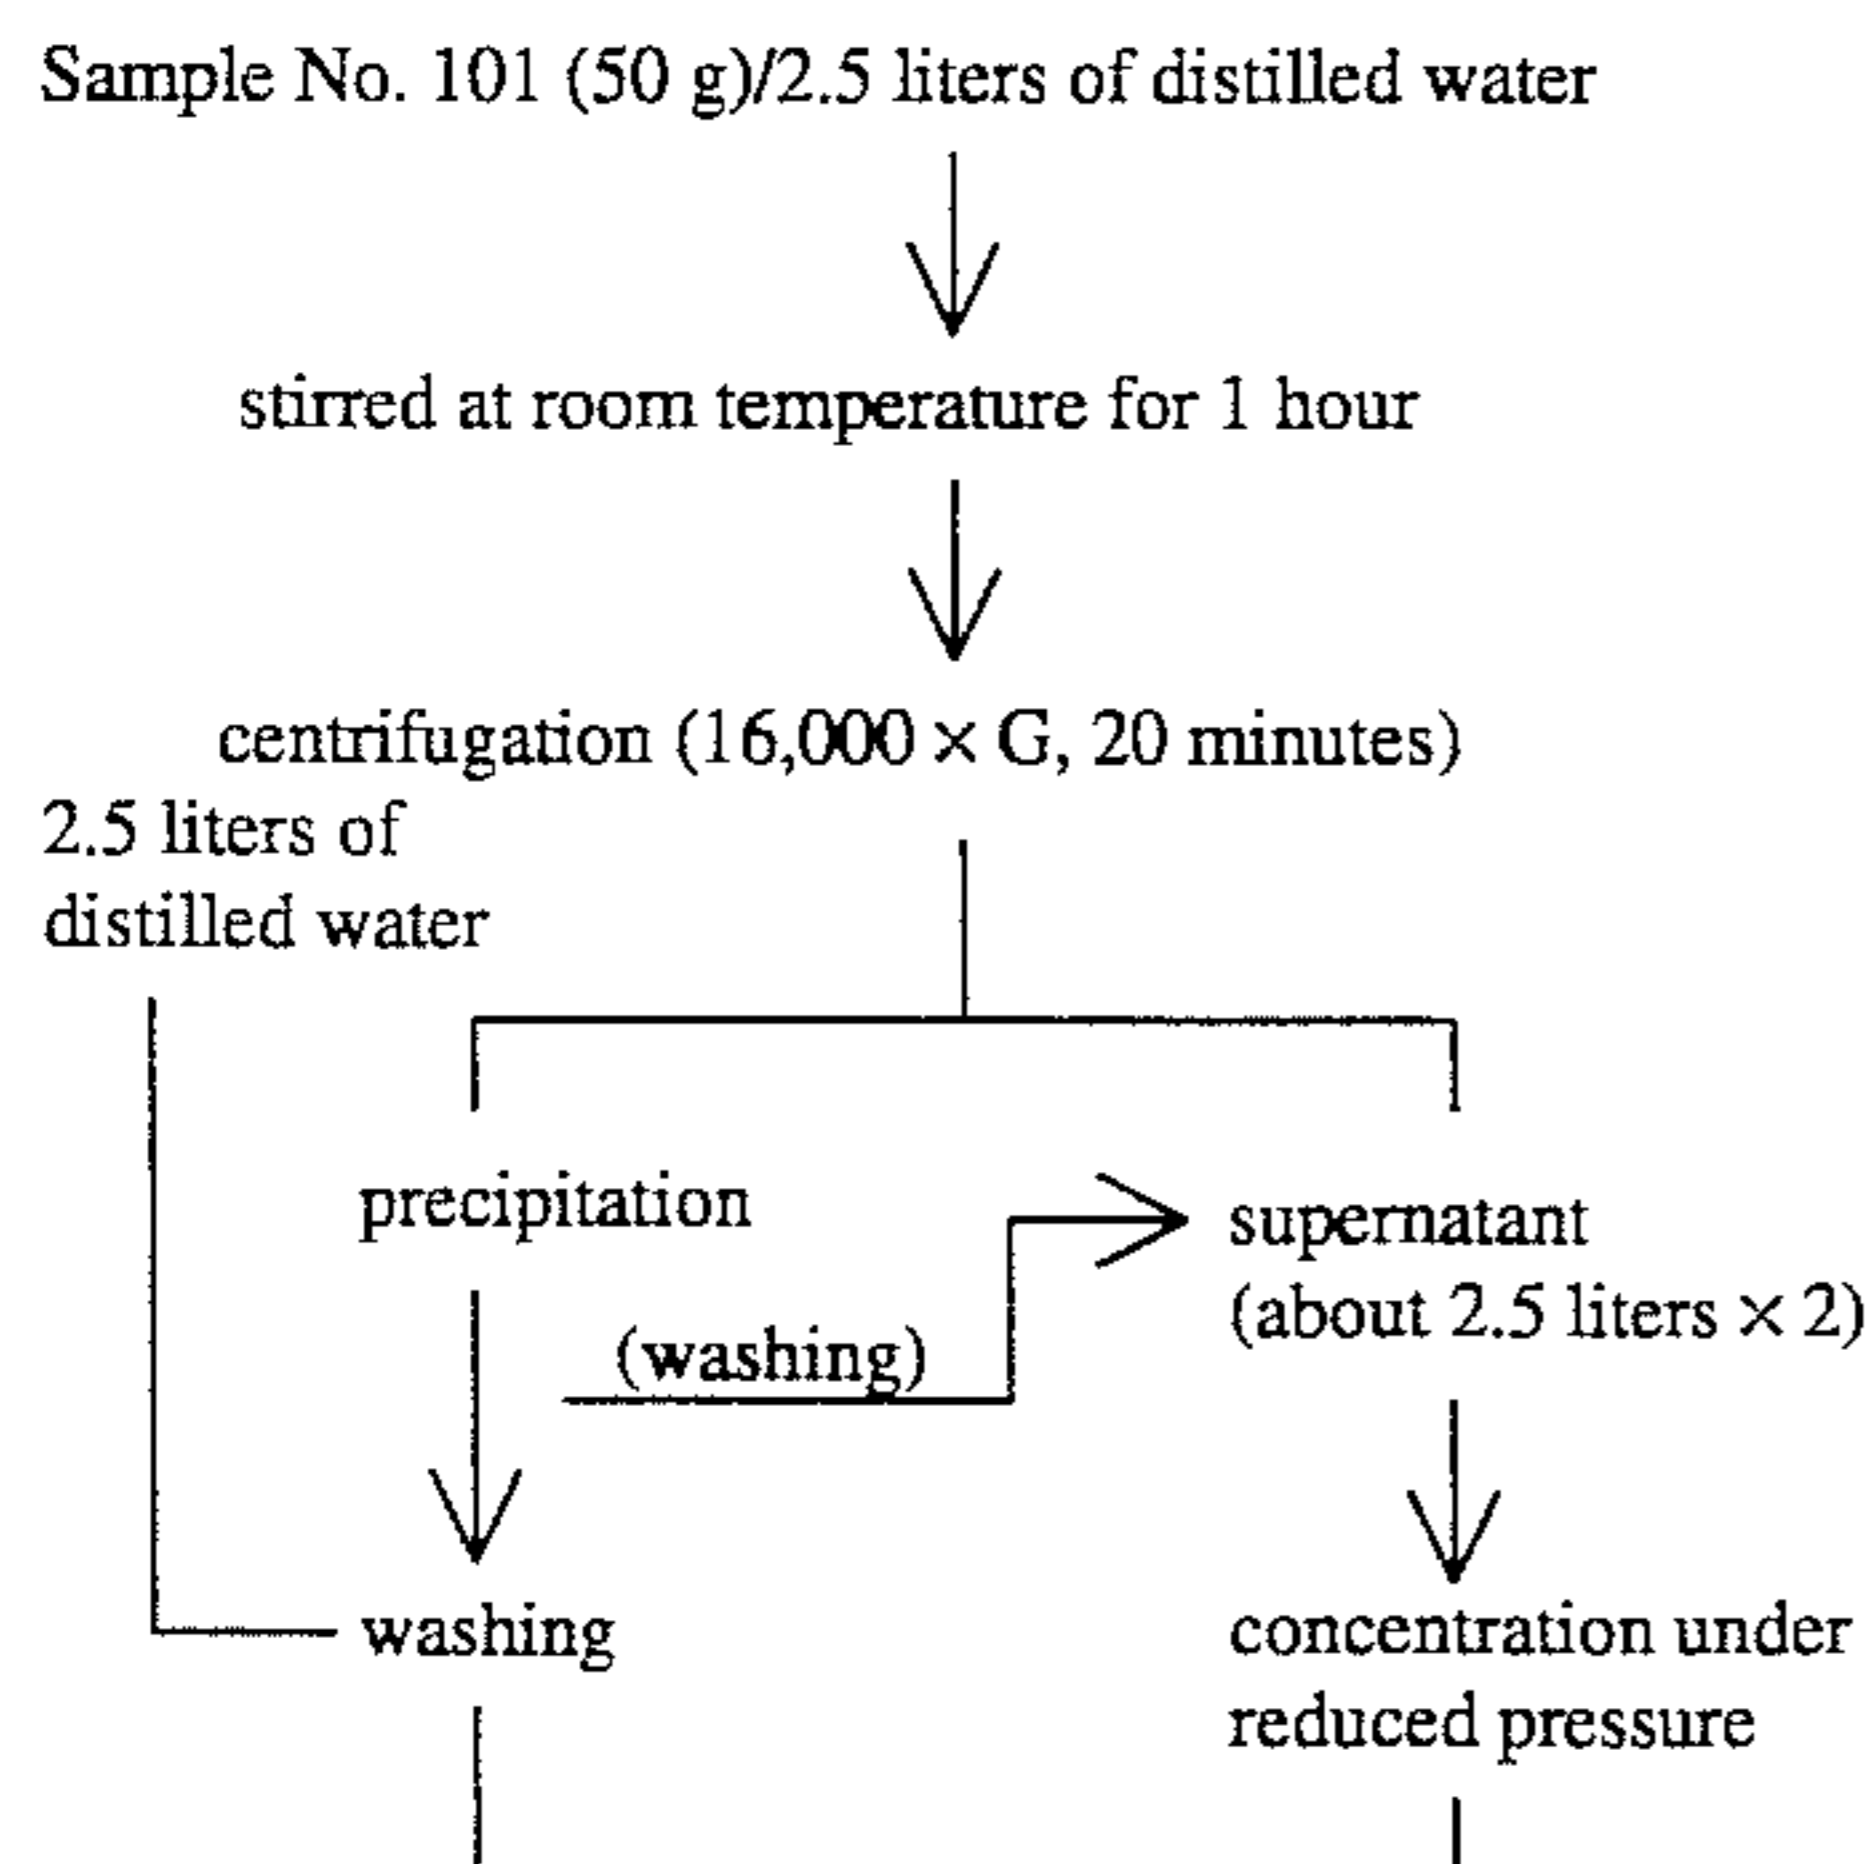 Sample No. 101 (50 g)/2.5 liters of distilled water
stirred at room temperature for 1 hour
centrifugation (16,000 × G, 20 minutes)
2.5 liters of
distilled water
precipitation
supernatant
(about 2.5 liters × 2)
(washing)
washing
concentration under
reduced pressure